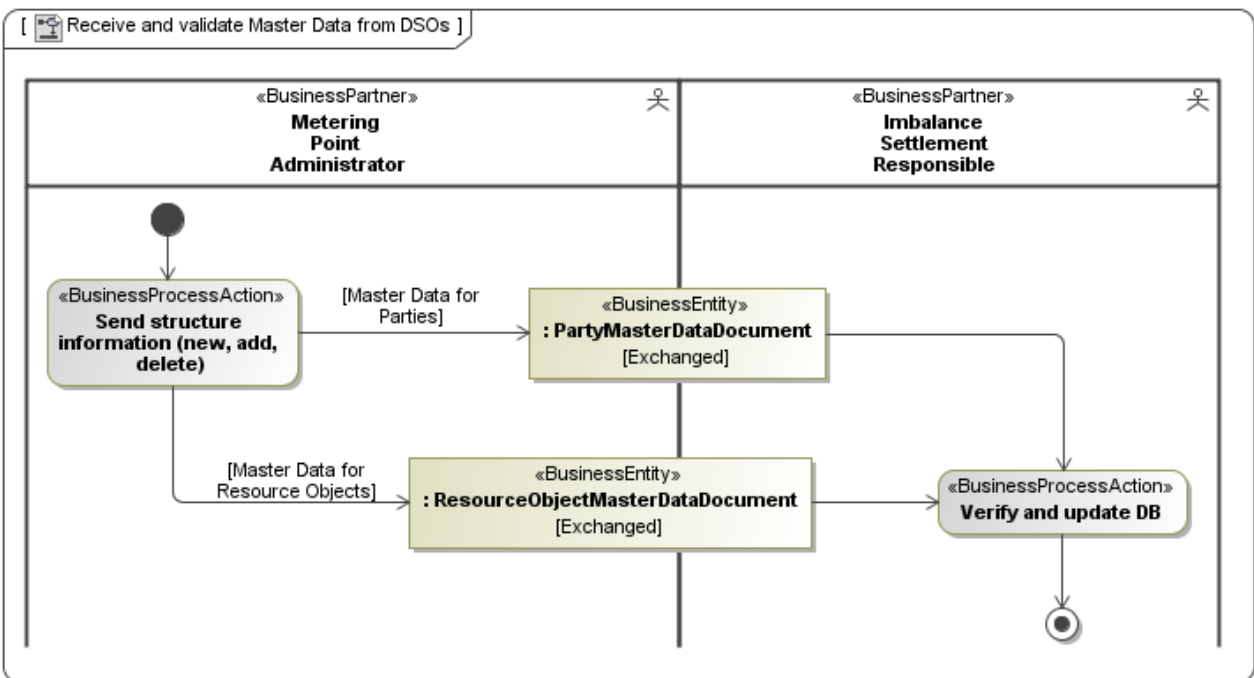 [ Receive and validate Master Data from DSOs ]
«BusinessPartner»
Metering
Point
Administrator
«BusinessPartner»
Imbalance
Settlement
Responsible
«BusinessProcessAction»
Send structure
information (new, add,
delete)
[Master Data for
Parties]
«BusinessEntity»
: PartyMasterDataDocument
[Exchanged]
[Master Data for
Resource Objects]
«BusinessEntity»
: ResourceObjectMasterDataDocument
[Exchanged]
«BusinessProcessAction»
Verify and update DB